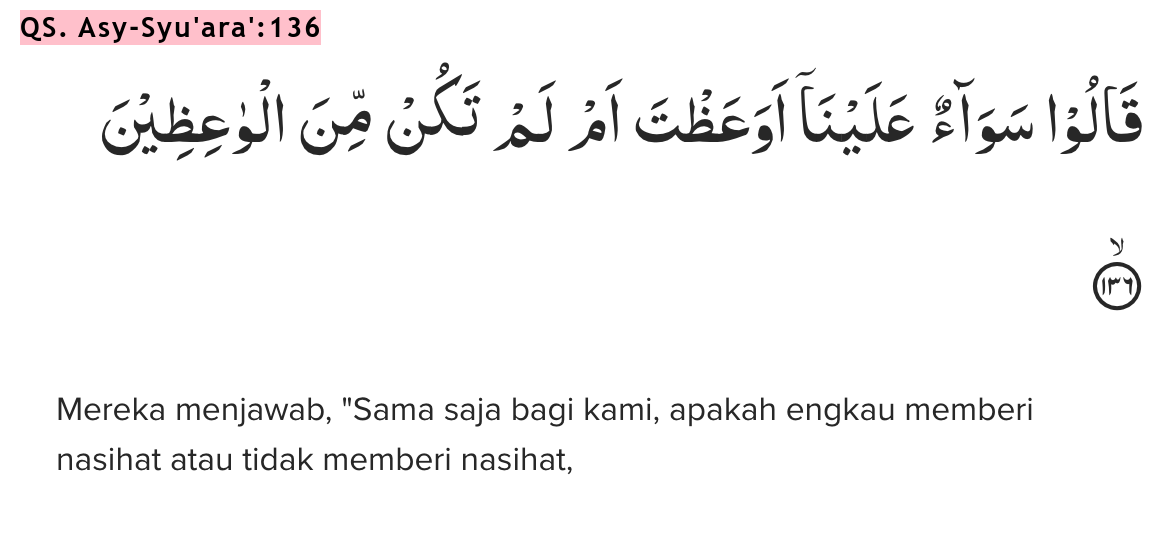 QS. Asy-Syu'ara':136
قَالُوْا سَوَاۤءٌ عَلَيْنَآ اَوَعَظْتَ اَمْ لَمْ تَكُنْ مِّنَ الْوٰعِظِيْنَ
ۙ
١٣٦
Mereka menjawab, "Sama saja bagi kami, apakah engkau memberi
nasihat atau tidak memberi nasihat,